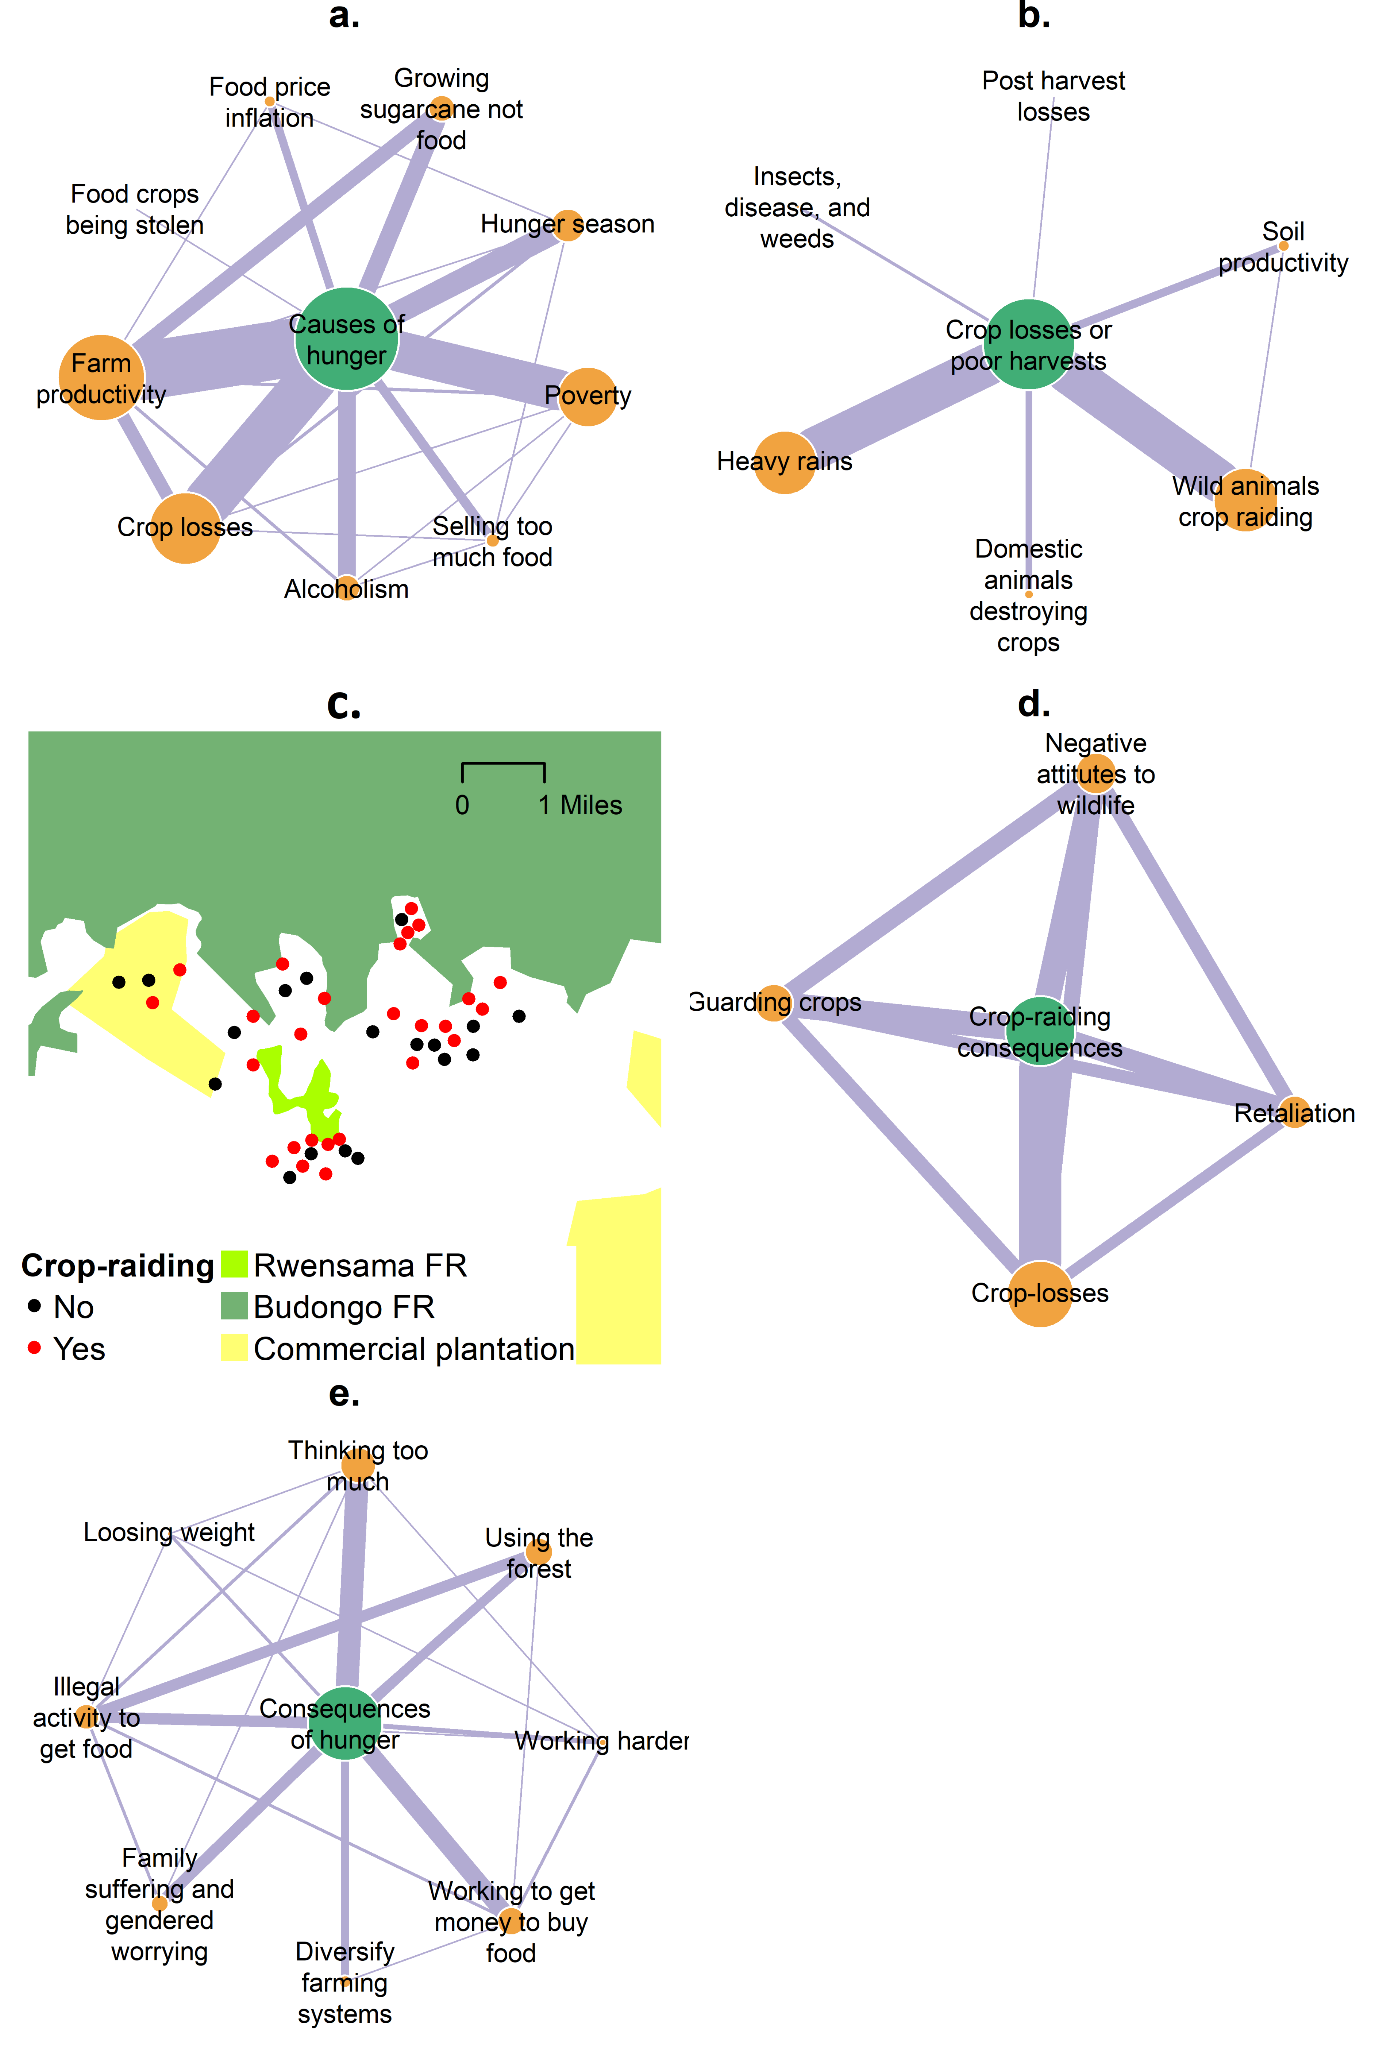 a.
Food price
inflation
Growing
sugarcane not
food
Food crops
being stolen
Hunger season
Causes of
hunger
Farm
productivity
Poverty
Crop losses
Selling too
much food
Alcoholism
b.
Post harvest
losses
Insects,
disease, and
weeds
Soil
productivity
Crop losses or
poor harvests
Heavy rains
Wild animals
crop raiding
Domestic
animals
destroying
crops
c.
0 1 Miles
Crop-raiding
No
Yes
Rwensama FR
Budongo FR
Commercial plantation
d.
Negative
attitutes to
wildlife
Guarding crops
Crop-raiding
consequences
Retaliation
Crop-losses
e.
Thinking too
much
Loosing weight
Using the
forest
Illegal
activity to
get food
Consequences
of hunger
Working harder
Family
suffering and
gendered
worrying
Working to get
money to buy
food
Diversify
farming
systems